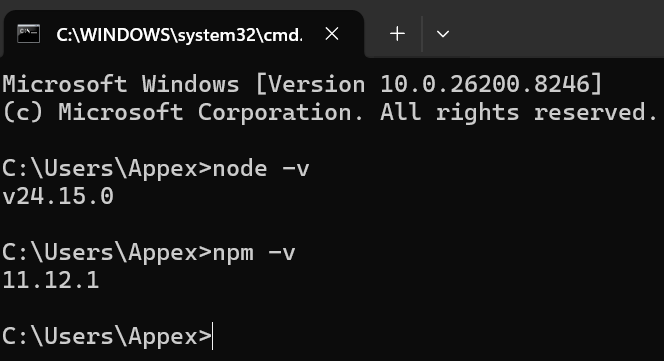 C:\WINDOWS\system32\cmd.
Microsoft Windows [Version 10.0.26200.8246]
(c) Microsoft Corporation. All rights reserved.
C:\Users\Appex>node -v
v24.15.0
C:\Users\Appex>npm -v
11.12.1
C:\Users\Appex>